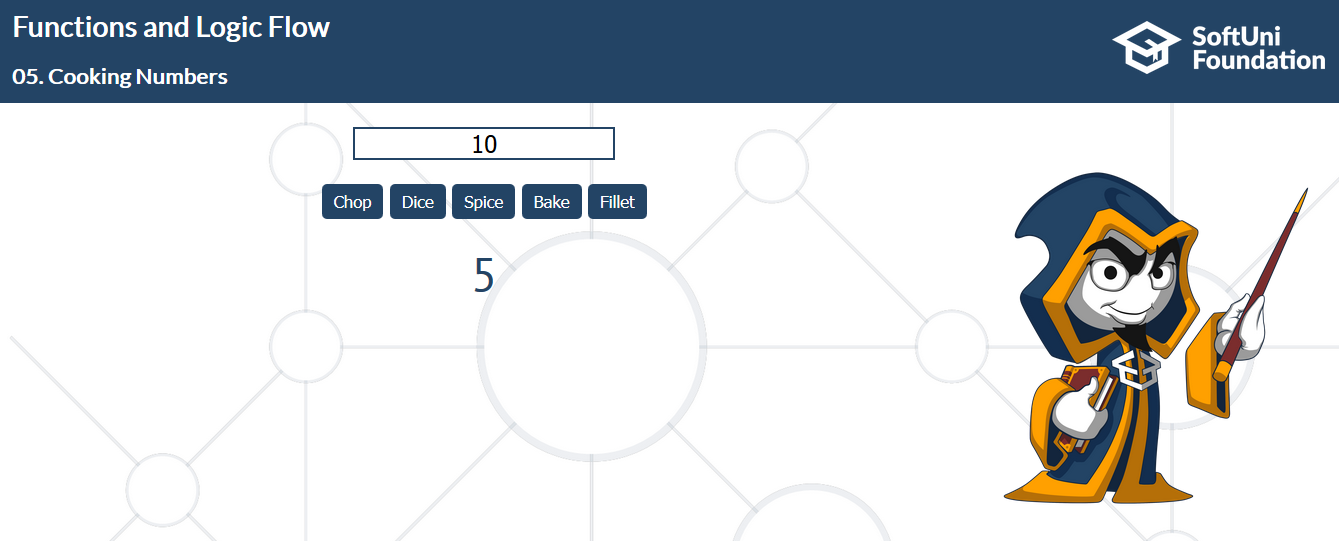 Functions and Logic Flow
SoftUni
Foundation
05. Cooking Numbers
10
Chop Dice Spice Bake Fillet
5